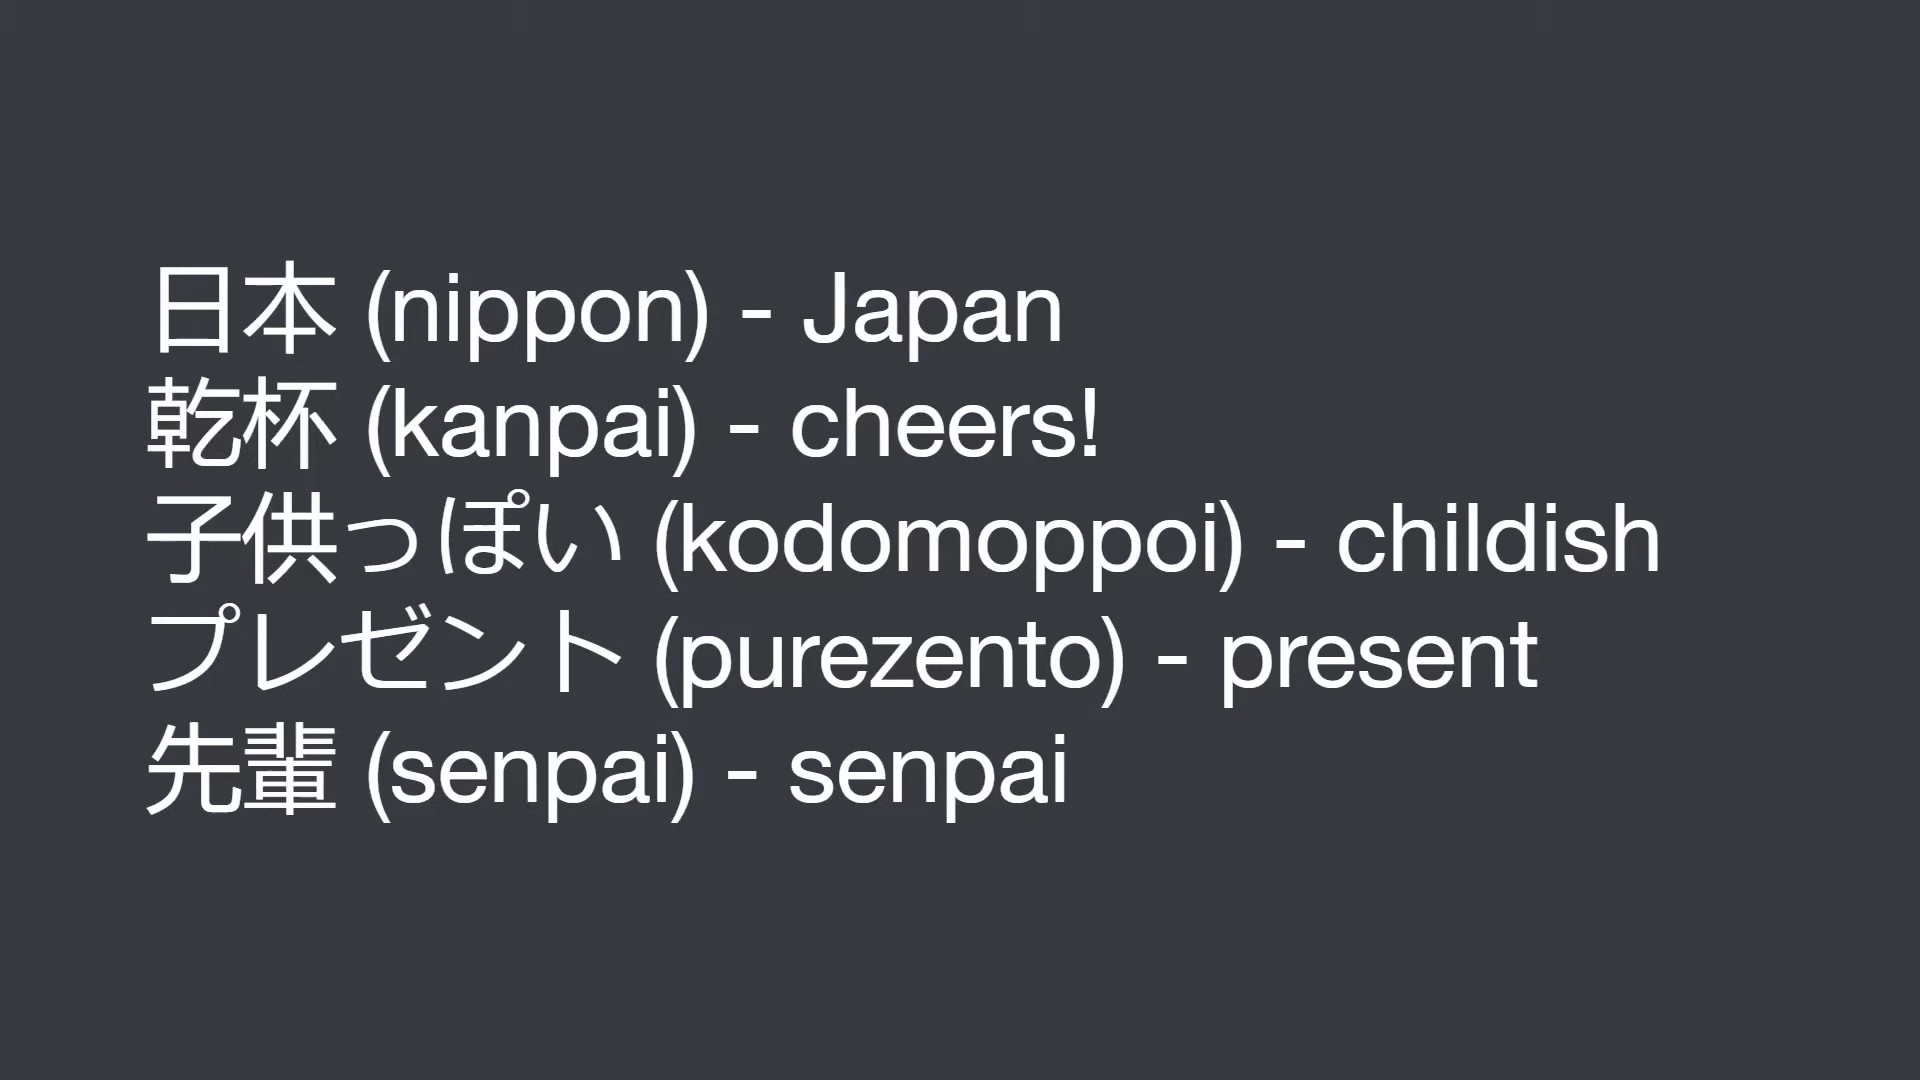 日本 (nippon) - Japan
乾杯 (kanpai) - cheers!
子供っぽい (kodomoppoi) - childish
プレゼント (purezento) - present
先輩 (senpai) - senpai